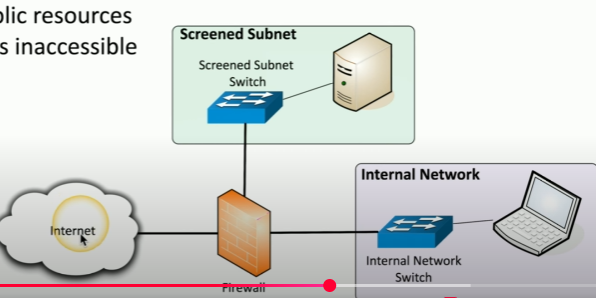 blic resources
s inaccessible
Screened Subnet
Screened Subnet
Switch
Internal Network
Internet
Internal Network
Switch
Firewall